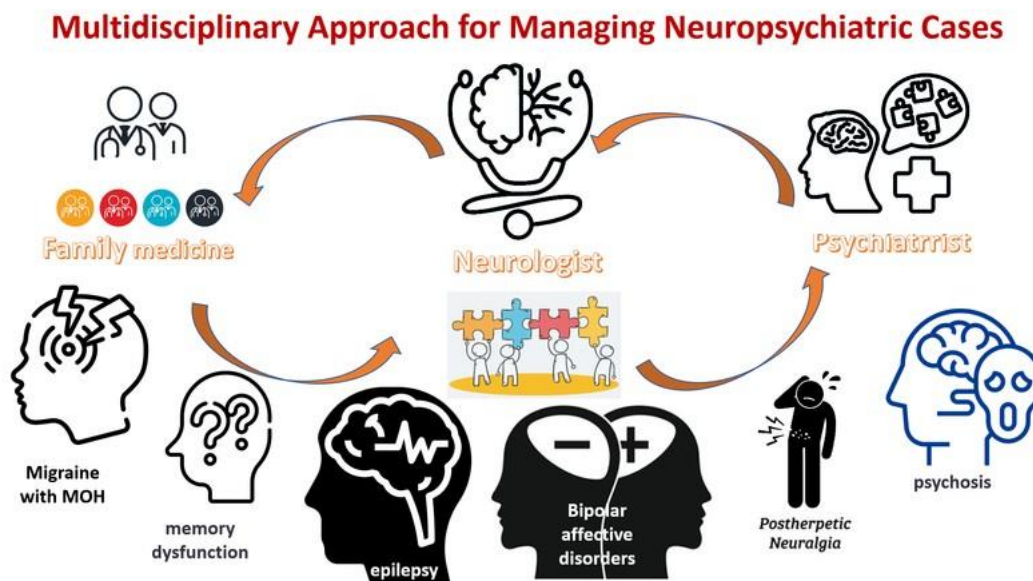 Multidisciplinary Approach for Managing Neuropsychiatric Cases
Family medicine
Neurologist
Psychiatrrist
Migraine
with MOH
memory
dysfunction
epilepsy
Bipolar
affective
disorders
Postherpetic
Neuralgia
psychosis